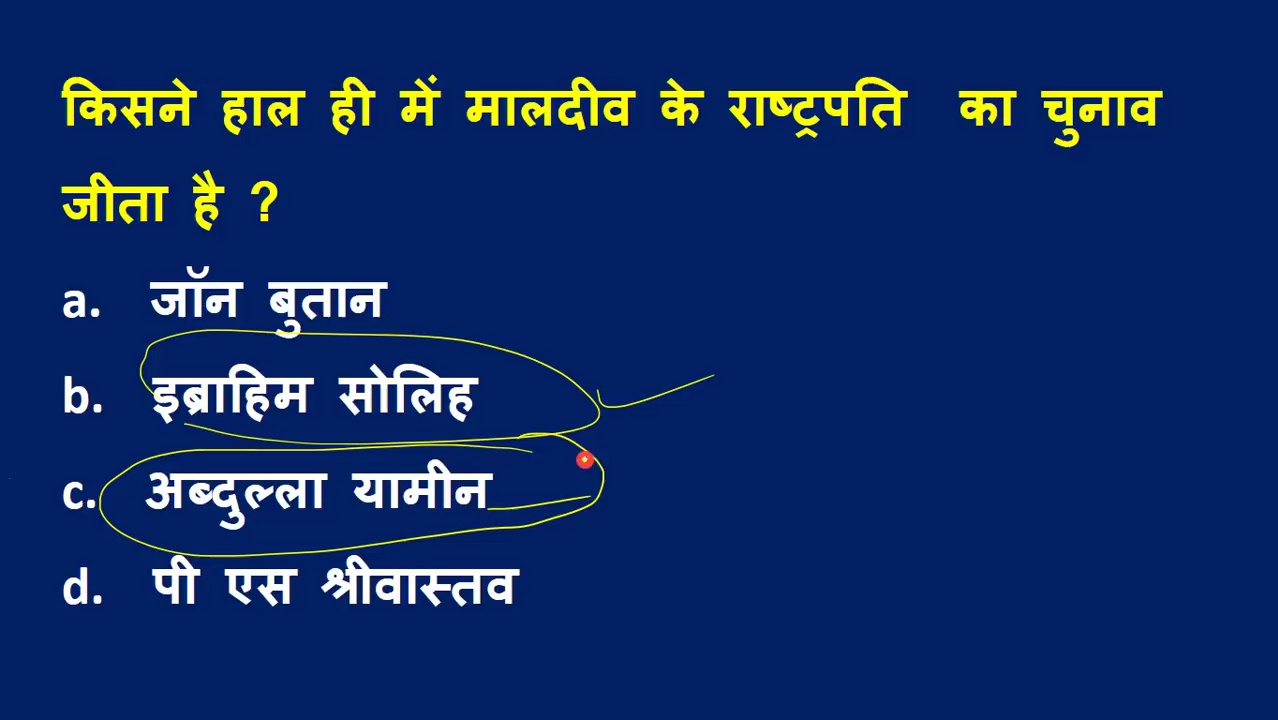 किसने हाल ही में मालदीव के राष्ट्रपति का चुनाव
जीता है ?
a. जॉन बुतान
b. इब्राहिम सोलिह
c. अब्दुल्ला यामीन
d. पी एस श्रीवास्तव